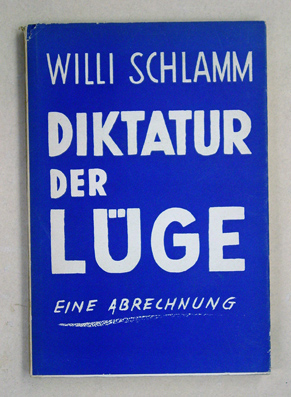 WILLI SCHLAMM
DIKTATUR
DER
LÜGE
EINE ABRECHNUNG